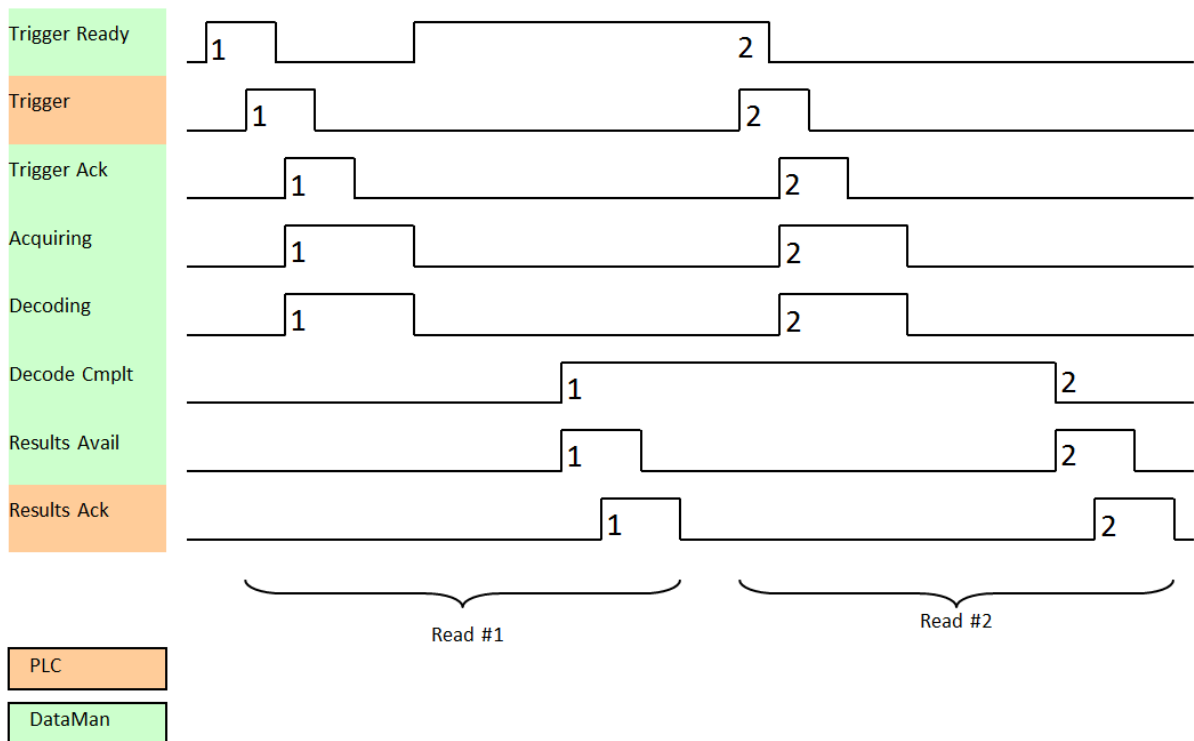 Trigger Ready
1
2
Trigger
1
2
Trigger Ack
1
2
Acquiring
1
2
Decoding
1
2
Decode Cmplt
1
2
Results Avail
1
2
Results Ack
1
2
Read #1
Read #2
PLC
DataMan